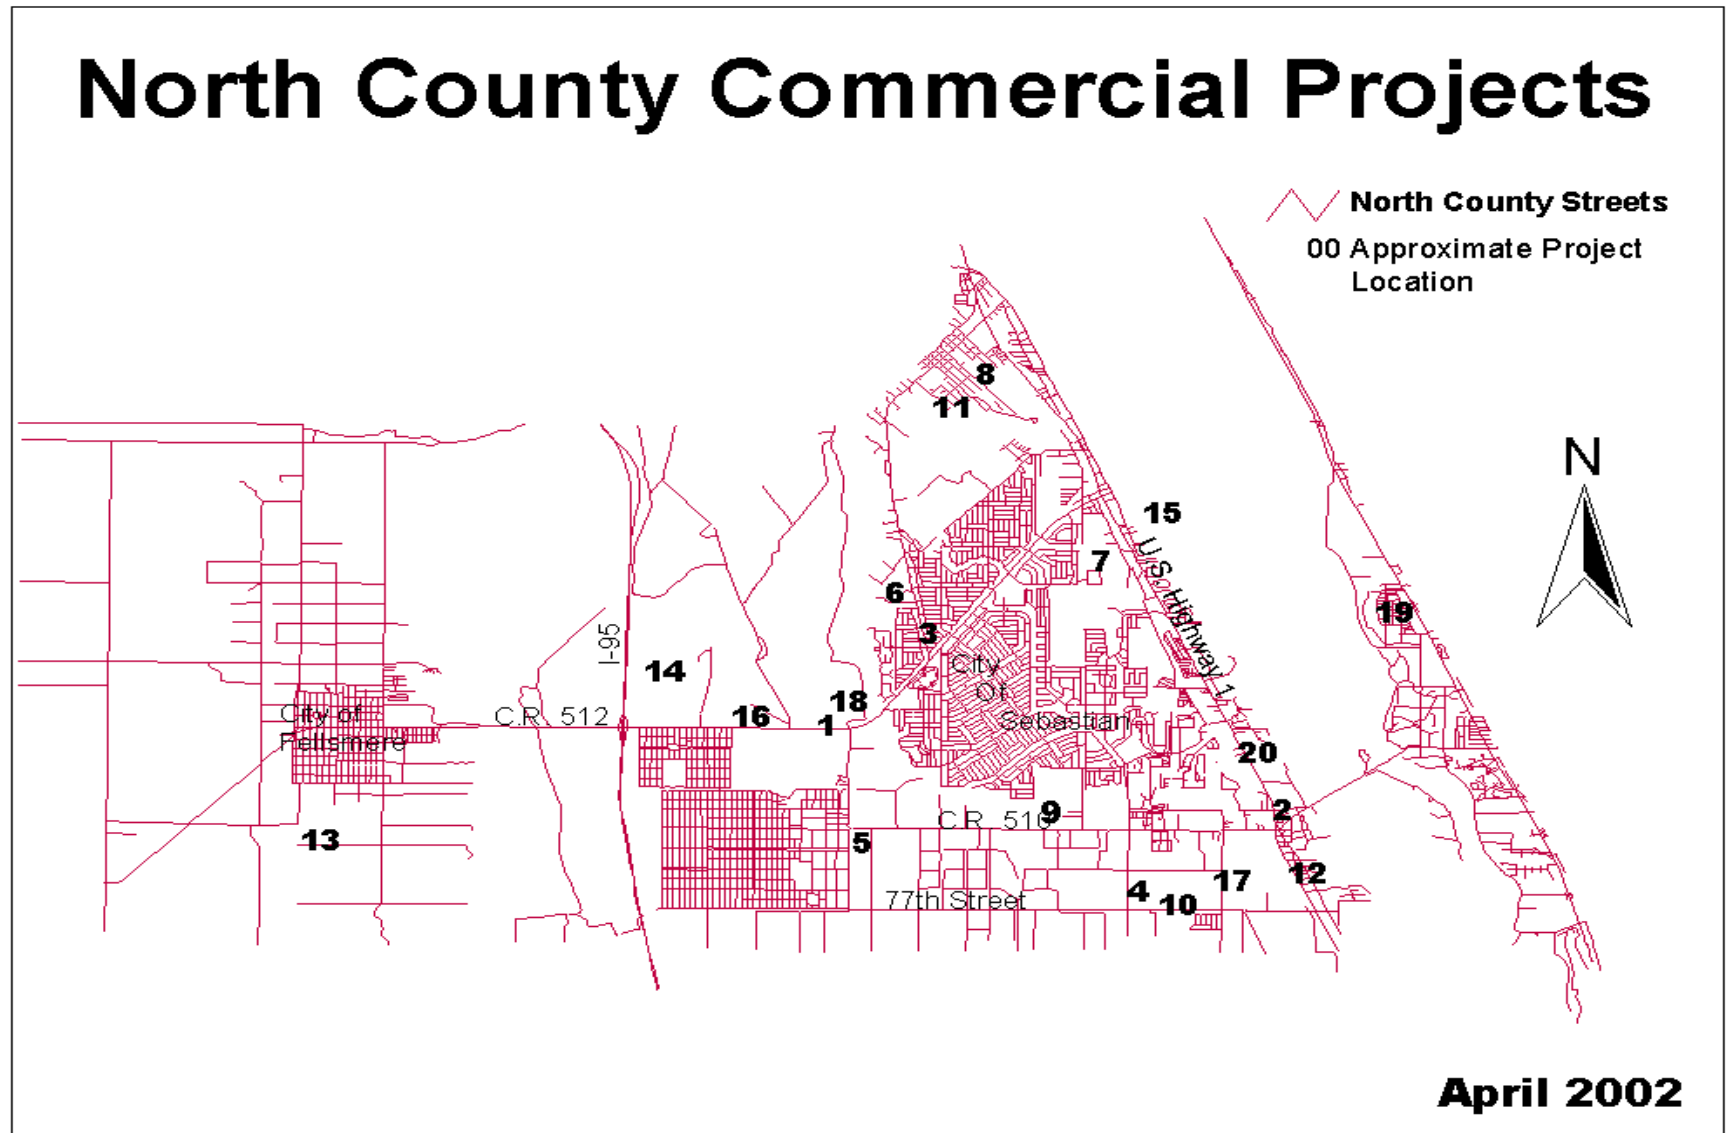 North County Commercial Projects
North County Streets
00 Approximate Project
Location
N
8
11
15
U.S. Highway 1
7
6
19
3
I-95
14
City
Of
Sebastian
18
16
1
C.R. 512
City of
Fellsmere
20
2
9
C.R. 510
13
5
12
17
4
10
77th Street
April 2002